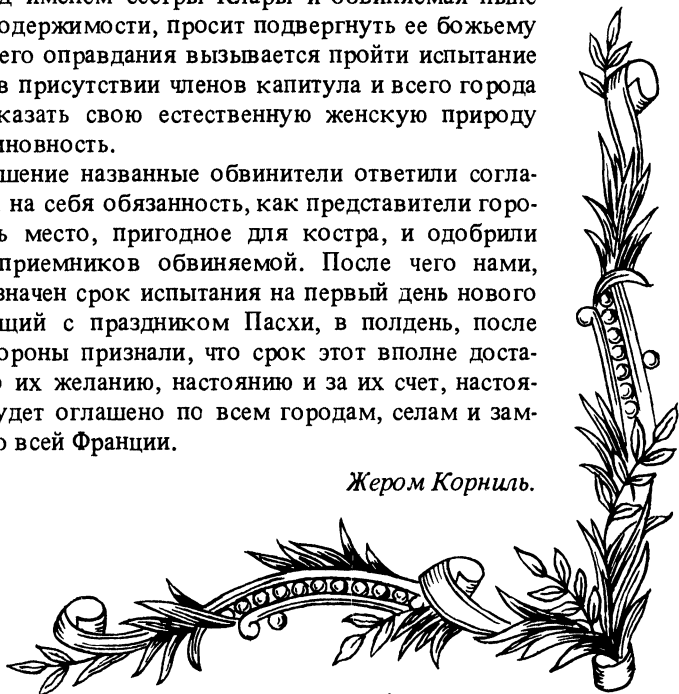 д именем сестры Клары и обвиняемая ныне
одержимости, просит подвергнуть ее божьему
его оправдания вызывается пройти испытание
в присутствии членов капитула и всего города
казать свою естественную женскую природу
иновность.
шение названные обвинители ответили согла-
на себя обязанность, как представители горо-
ь место, пригодное для костра, и одобрили
приемников обвиняемой. После чего нами,
значен срок испытания на первый день нового
ющий с праздником Пасхи, в полдень, после
ороны признали, что срок этот вполне доста-
о их желанию, настоянию и за их счет, настоя-
удет оглашено по всем городам, селам и зам-
о всей Франции.
Жером Корниль.